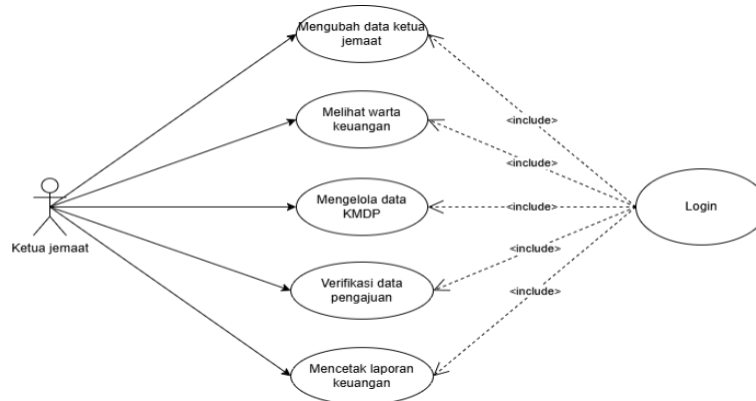 Mengubah data ketua
jemaat
<include>
Melihat warta
keuangan
<include>
Mengelola data
KMDP
<include>
Login
Ketua jemaat
<include>
Verifikasi data
pengajuan
<include>
Mencetak laporan
keuangan